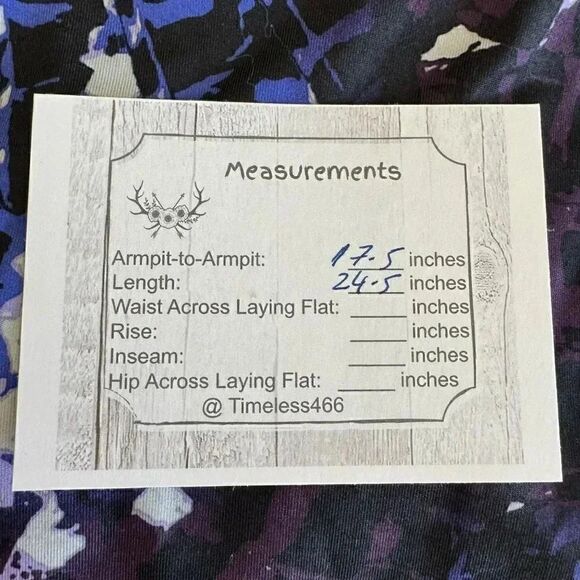 Measurements
Armpit-to-Armpit: 17.5 inches
Length: 24.5 inches
Waist Across Laying Flat: _____ inches
Rise: _____ inches
Inseam: _____ inches
Hip Across Laying Flat: _____ inches
@ Timeless466